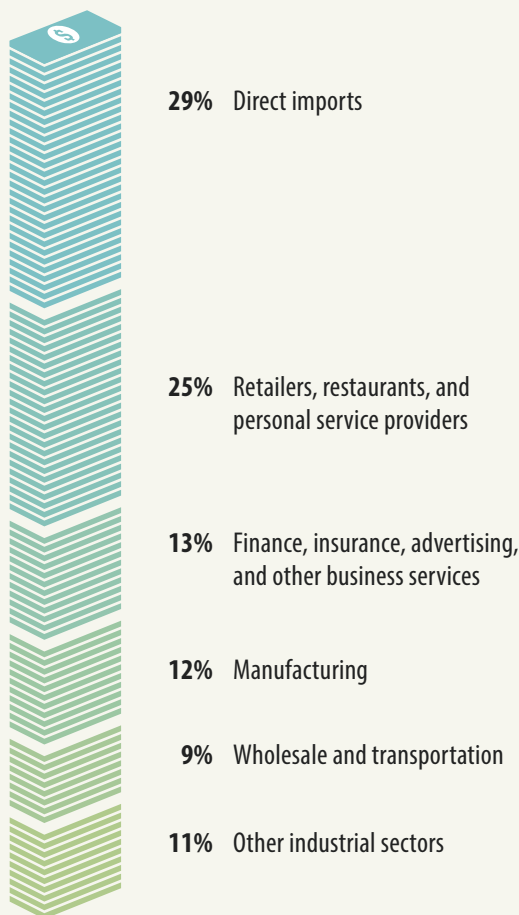 $
29% Direct imports
25% Retailers, restaurants, and
personal service providers
13% Finance, insurance, advertising,
and other business services
12% Manufacturing
9% Wholesale and transportation
11% Other industrial sectors